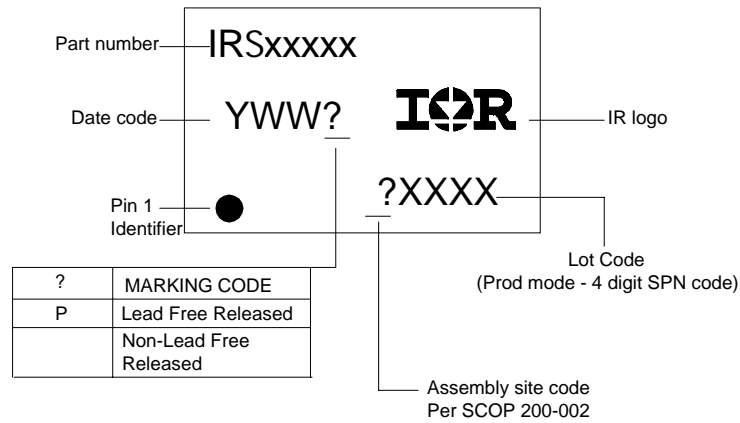 Part number
IRSxxxxx
Date code
YWW?
IOR
IR logo
?XXXX
Pin 1
Identifier
Lot Code
(Prod mode - 4 digit SPN code)
? MARKING CODE
P Lead Free Released
Non-Lead Free
Released
Assembly site code
Per SCOP 200-002